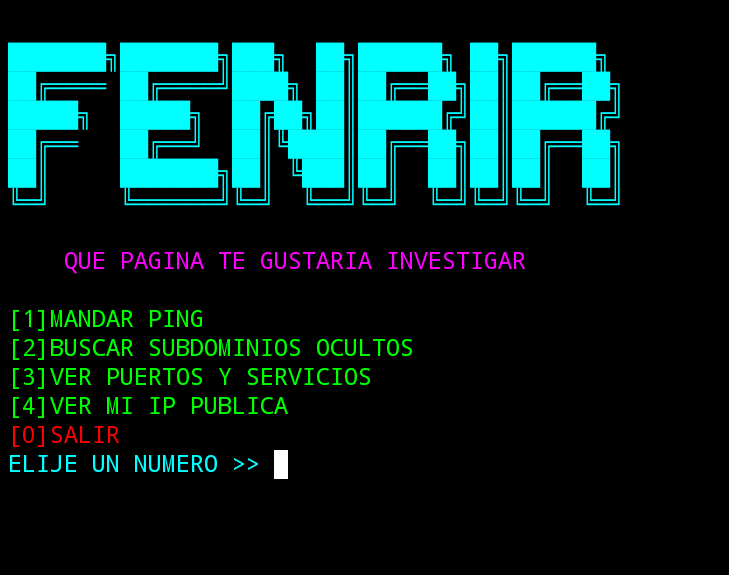 FENRIR
QUE PAGINA TE GUSTARIA INVESTIGAR
[1]MANDAR PING
[2]BUSCAR SUBDOMINIOS OCULTOS
[3]VER PUERTOS Y SERVICIOS
[4]VER MI IP PUBLICA
[0]SALIR
ELIJE UN NUMERO >>